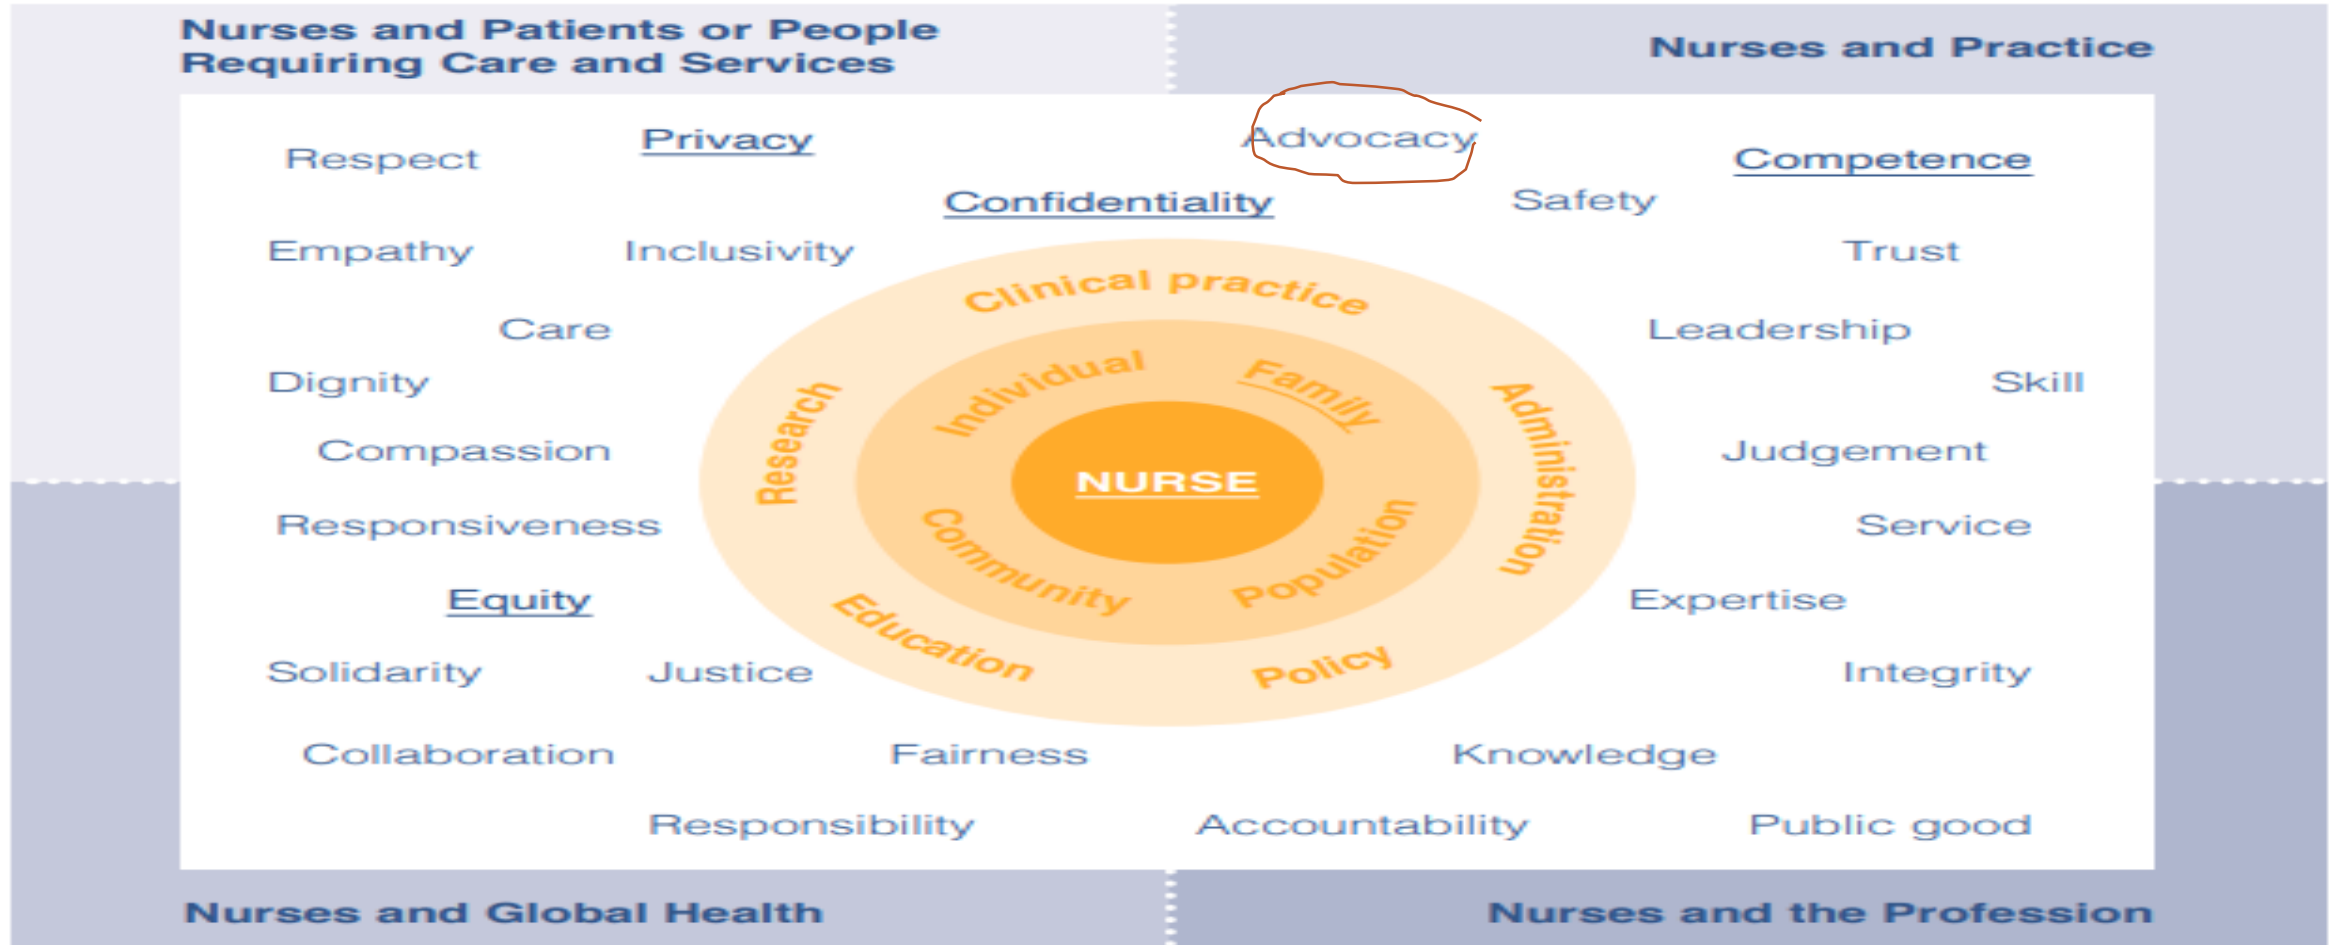 Nurses and Patients or People
Requiring Care and Services
Nurses and Practice
Respect
Privacy
Advocacy
Competence
Confidentiality
Safety
Empathy
Inclusivity
Trust
Clinical practice
Care
Leadership
Dignity
Research
Individual
Family
Administration
Skill
Compassion
Judgement
NURSE
Responsiveness
Service
Community
Population
Equity
Expertise
Education
Policy
Solidarity
Justice
Integrity
Collaboration
Fairness
Knowledge
Responsibility
Accountability
Public good
Nurses and Global Health
Nurses and the Profession